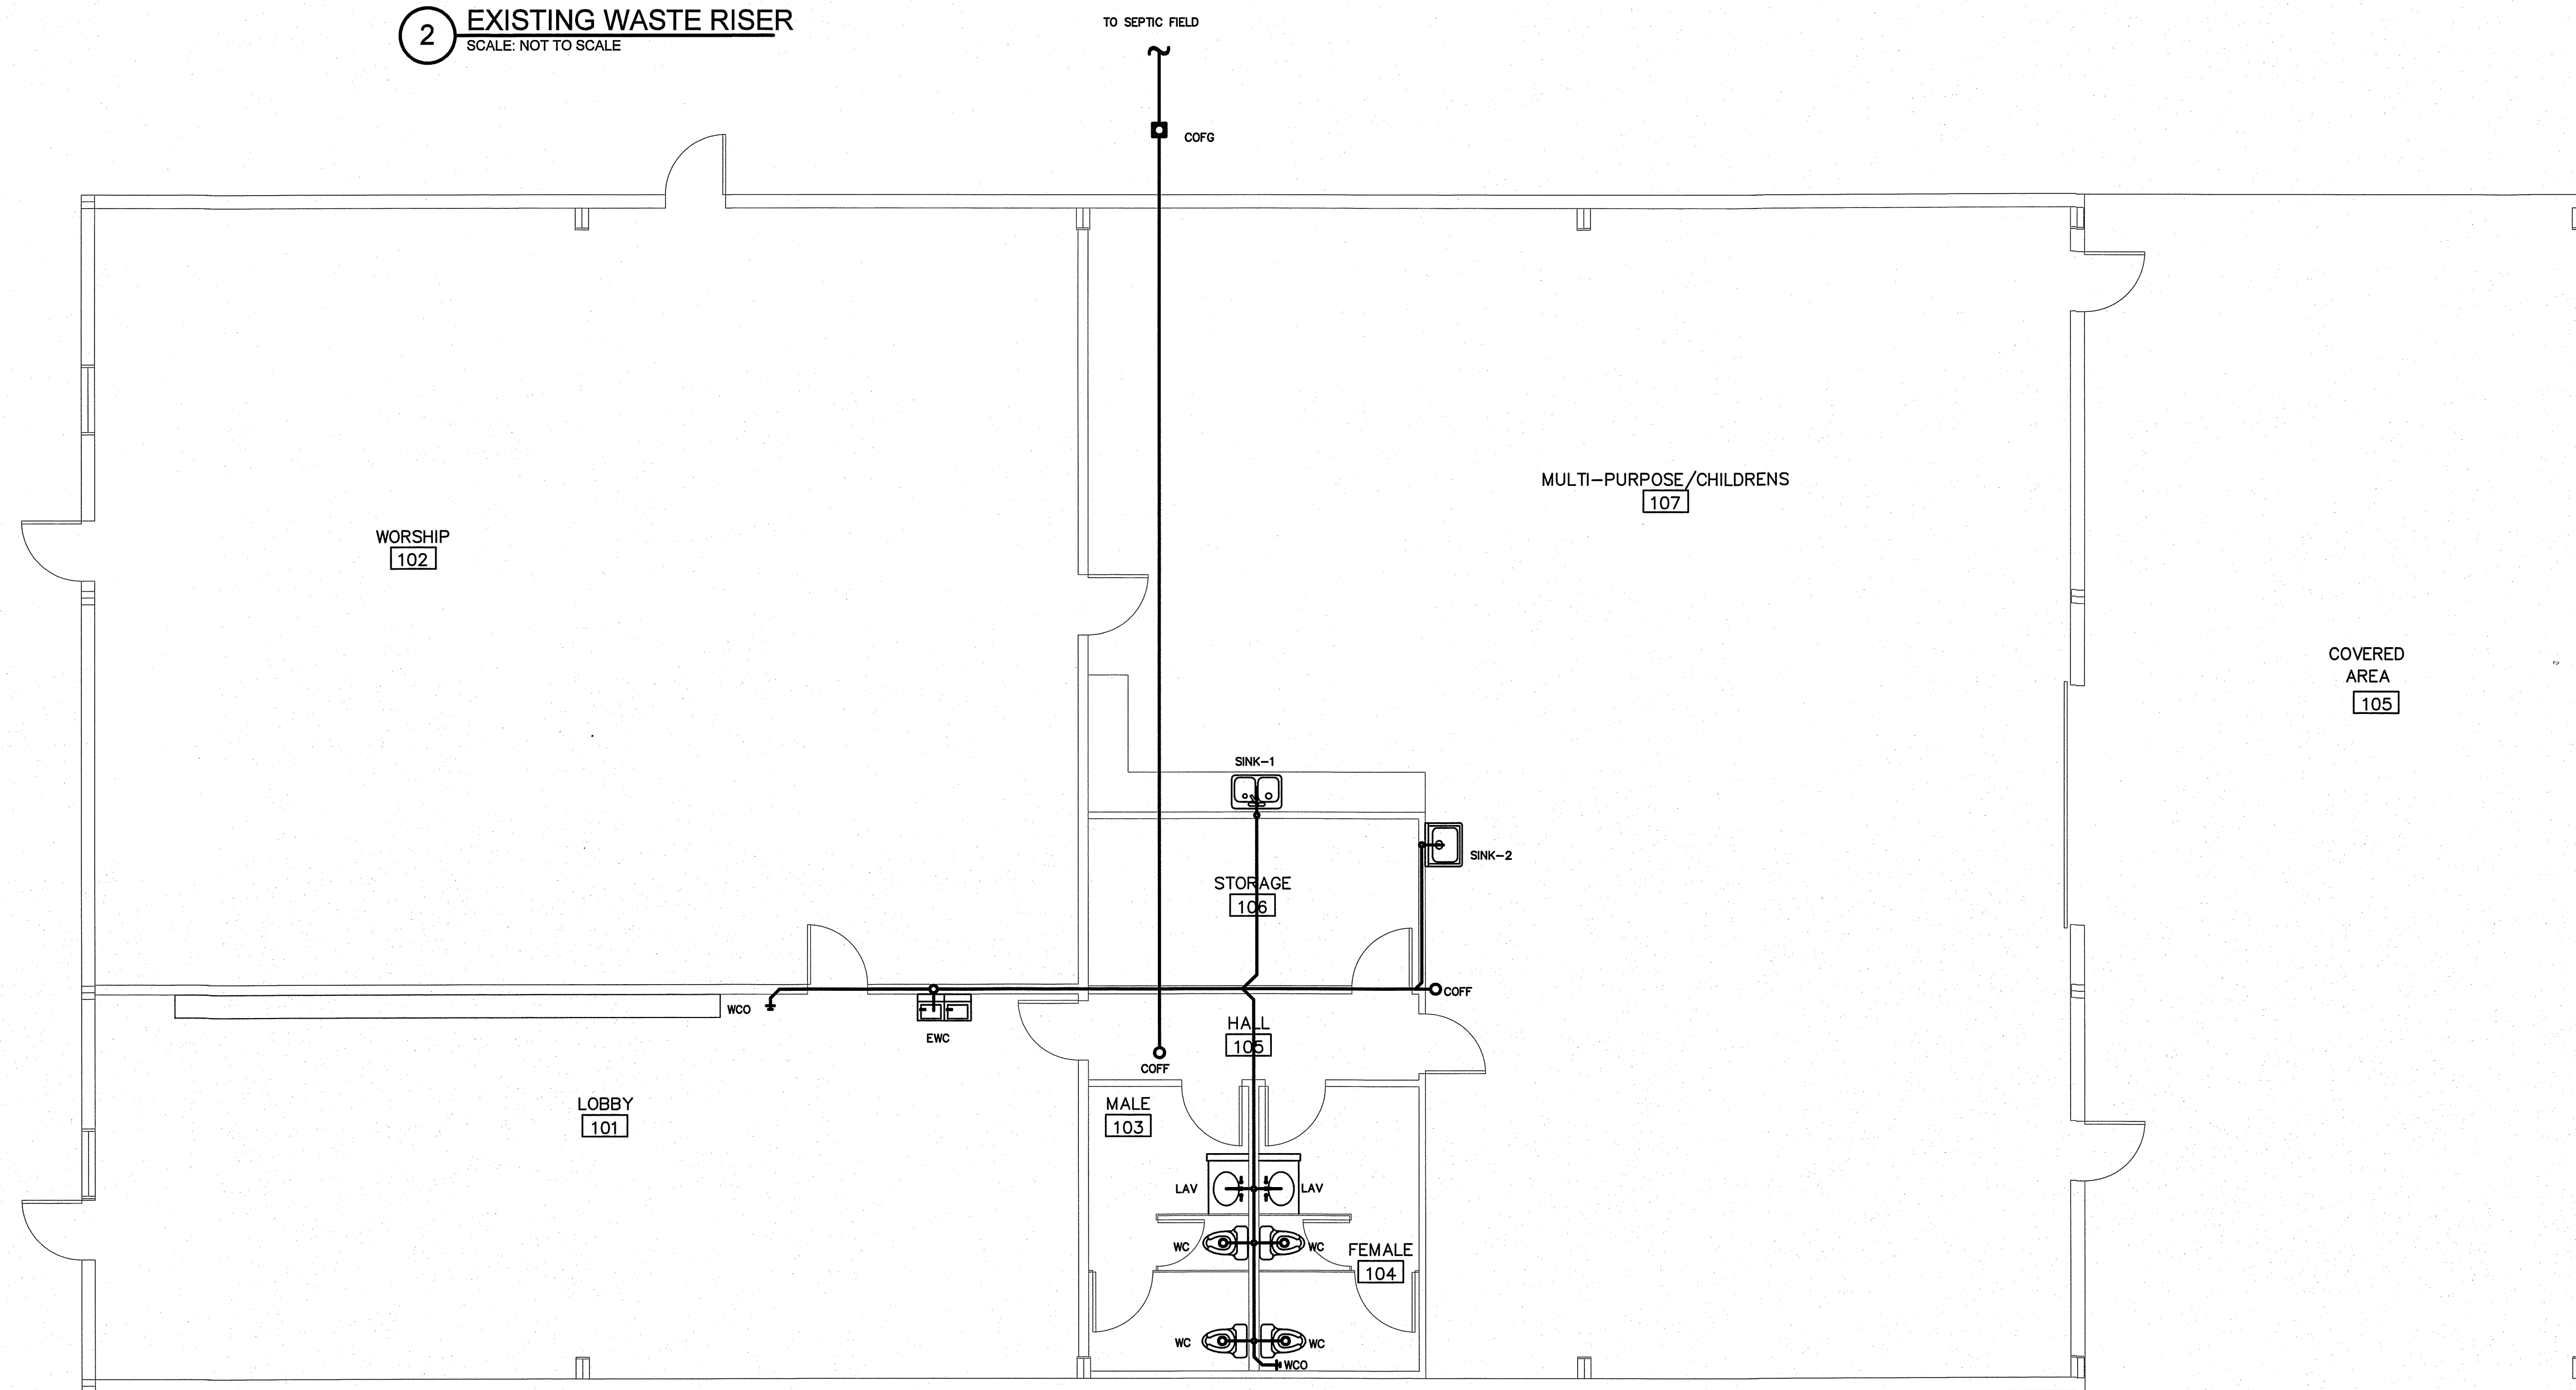 2
EXISTING WASTE RISER
SCALE: NOT TO SCALE
TO SEPTIC FIELD
COFG
MULTI-PURPOSE/CHILDRENS
107
WORSHIP
102
COVERED
AREA
105
SINK-1
SINK-2
STORAGE
106
COFF
WCO
EWC
HALL
105
COFF
LOBBY
101
MALE
103
LAV
LAV
WC
WC
FEMALE
104
WC
WC
WCO